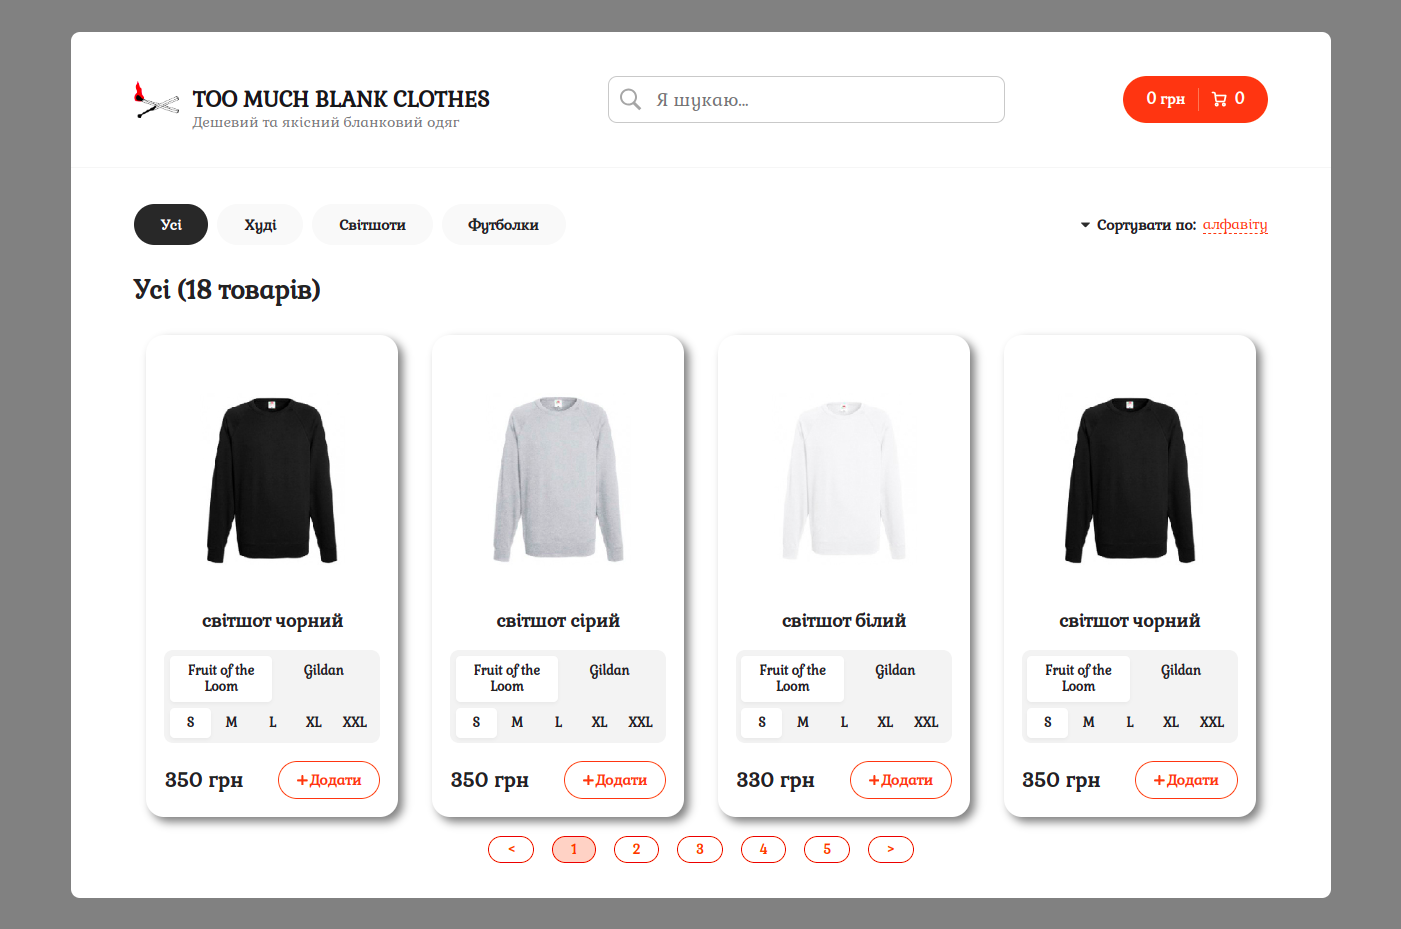 TOO MUCH BLANK CLOTHES
Дешевий та якісний бланковий одяг
Я шукаю...
0 грн 0
Усі Худі Світшоти Футболки
Сортувати по: алфавіту
Усі (18 товарів)
світшот чорний
Fruit of the Loom Gildan
S M L XL XXL
350 грн +Додати
світшот сірий
Fruit of the Loom Gildan
S M L XL XXL
350 грн +Додати
світшот білий
Fruit of the Loom Gildan
S M L XL XXL
330 грн +Додати
світшот чорний
Fruit of the Loom Gildan
S M L XL XXL
350 грн +Додати
< 1 2 3 4 5 >